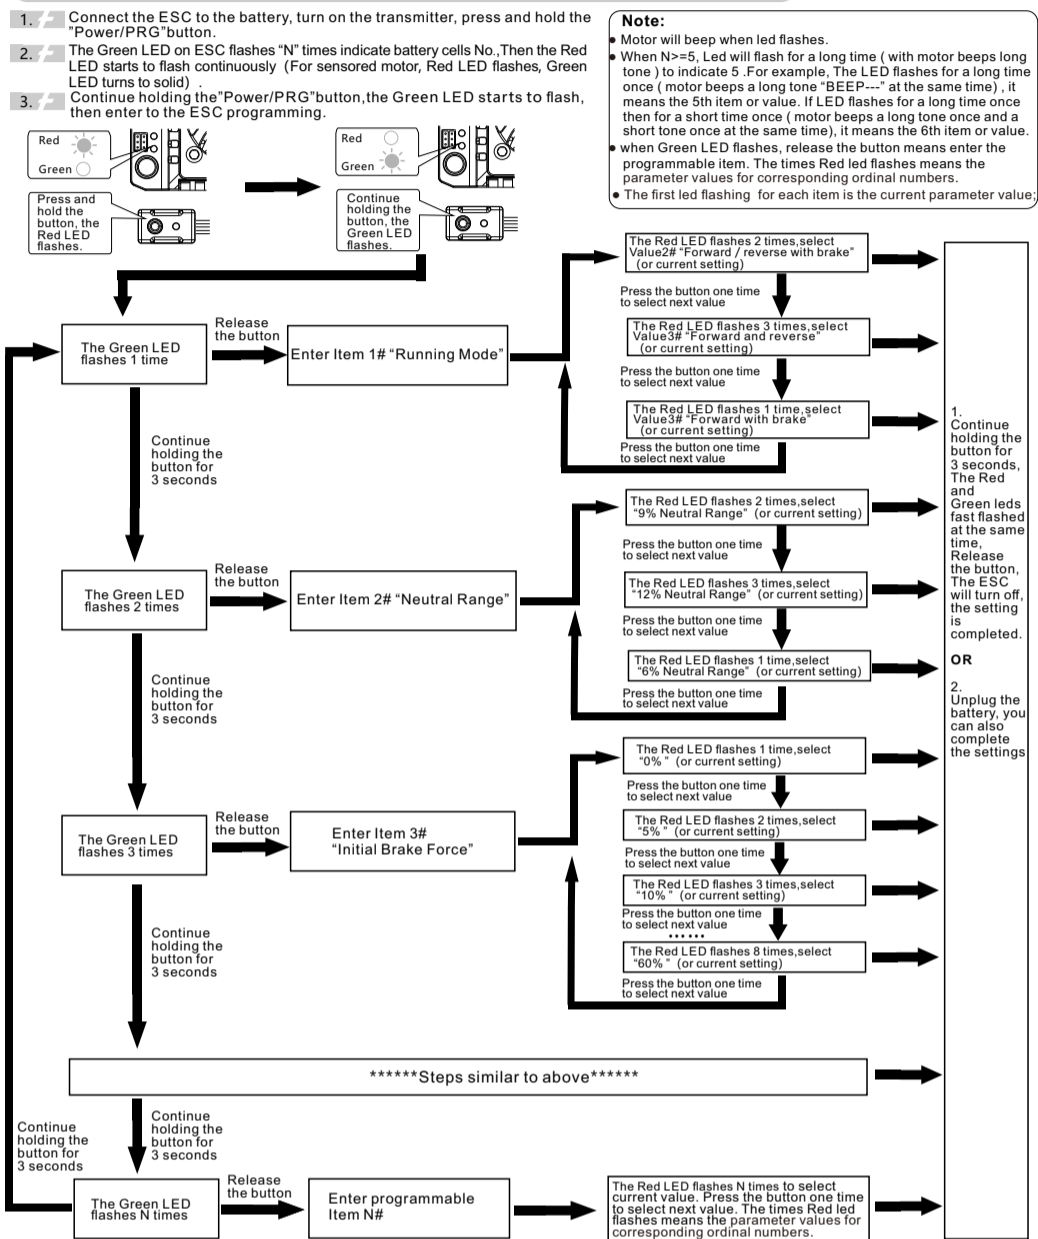 1. Connect the ESC to the battery, turn on the transmitter, press and hold the
"Power/PRG"button.
2. The Green LED on ESC flashes “N” times indicate battery cells No.,Then the Red
LED starts to flash continuously (For sensored motor, Red LED flashes, Green
LED turns to solid) .
3. Continue holding the"Power/PRG"button,the Green LED starts to flash,
then enter to the ESC programming.
Note:
● Motor will beep when led flashes.
● When N>=5, Led will flash for a long time ( with motor beeps long
tone ) to indicate 5 .For example, The LED flashes for a long time
once ( motor beeps a long tone “BEEP---” at the same time) , it
means the 5th item or value. If LED flashes for a long time once
then for a short time once ( motor beeps a long tone once and a
short tone once at the same time), it means the 6th item or value.
● when Green LED flashes, release the button means enter the
programmable item. The times Red led flashes means the
parameter values for corresponding ordinal numbers.
● The first led flashing for each item is the current parameter value;
Red
Green
Press and
hold the
button, the
Red LED
flashes.
Red
Green
Continue
holding the
button, the
Green LED
flashes.
The Green LED
flashes 1 time
Release
the button
Enter Item 1# “Running Mode”
The Red LED flashes 2 times,select
Value2# “Forward / reverse with brake”
(or current setting)
Press the button one time
to select next value
The Red LED flashes 3 times,select
Value3# “Forward and reverse”
(or current setting)
Press the button one time
to select next value
The Red LED flashes 1 time,select
Value3# “Forward with brake”
(or current setting)
Press the button one time
to select next value
Continue
holding the
button for
3 seconds
The Green LED
flashes 2 times
Release
the button
Enter Item 2# “Neutral Range”
The Red LED flashes 2 times,select
“9% Neutral Range” (or current setting)
Press the button one time
to select next value
The Red LED flashes 3 times,select
“12% Neutral Range” (or current setting)
Press the button one time
to select next value
The Red LED flashes 1 time,select
“6% Neutral Range” (or current setting)
Press the button one time
to select next value
Continue
holding the
button for
3 seconds
The Green LED
flashes 3 times
Release
the button
Enter Item 3#
“Initial Brake Force”
The Red LED flashes 1 time,select
“0% ” (or current setting)
Press the button one time
to select next value
The Red LED flashes 2 times,select
“5% ” (or current setting)
Press the button one time
to select next value
The Red LED flashes 3 times,select
“10% ” (or current setting)
Press the button one time
to select next value
......
The Red LED flashes 8 times,select
“60% ” (or current setting)
Press the button one time
to select next value
Continue
holding the
button for
3 seconds
******Steps similar to above******
Continue
holding the
button for
3 seconds
Continue
holding the
button for
3 seconds
The Green LED
flashes N times
Release
the button
Enter programmable
Item N#
The Red LED flashes N times to select
current value. Press the button one time
to select next value. The times Red led
flashes means the parameter values for
corresponding ordinal numbers.
1.
Continue
holding the
button for
3 seconds,
The Red
and
Green leds
fast flashed
at the same
time,
Release
the button,
The ESC
will turn off,
the setting
is
completed.
OR
2.
Unplug the
battery, you
can also
complete
the settings